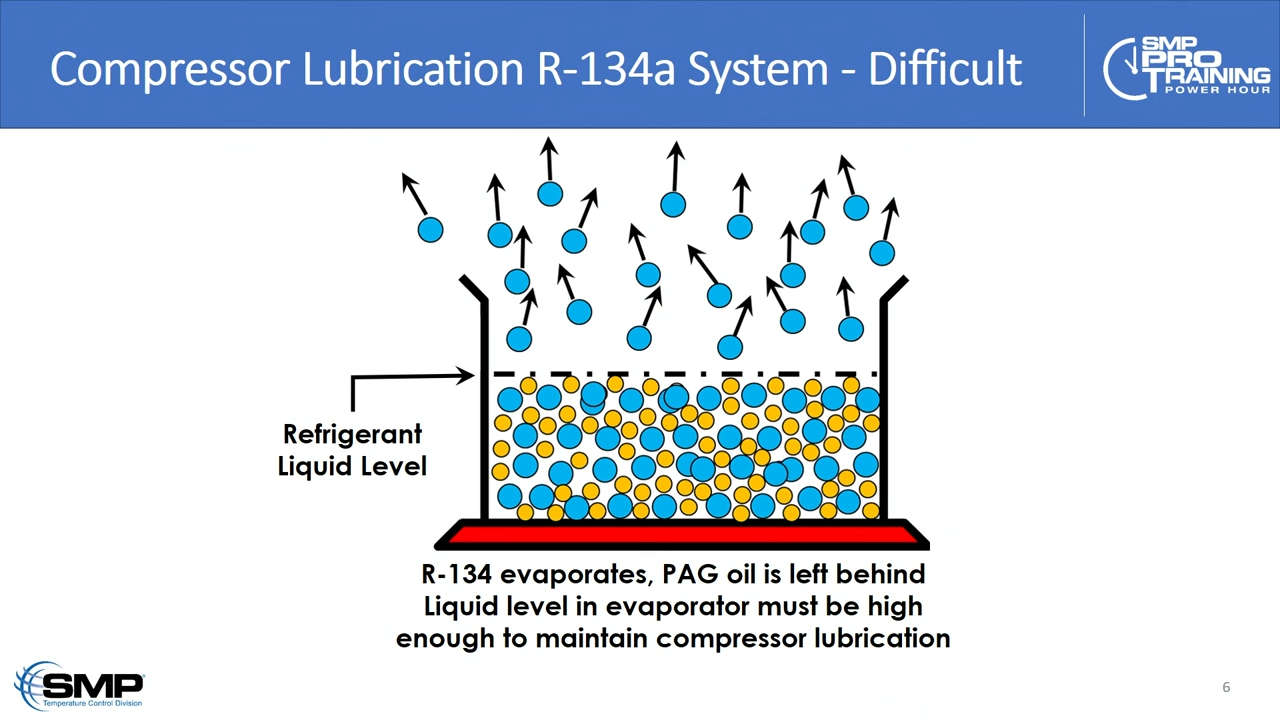 Compressor Lubrication R-134a System - Difficult
SMP
PRO
TRAINING
POWER HOUR
Refrigerant
Liquid Level
R-134 evaporates, PAG oil is left behind
Liquid level in evaporator must be high
enough to maintain compressor lubrication
SMP®
Temperature Control Division
6